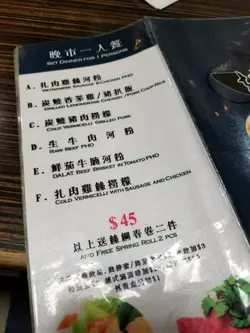 晚市一人餐
SET DINNER FOR 1 PERSONS
A. 扎肉雞絲河粉
VIETNAMESE SAUSAGE & CHICKEN PHO
B. 炭燒香茅雞/豬扒飯
GRILLED LEMONGRASS CHICKEN / PORK CHOP RICE
C. 炭燒豬肉撈檬
COLD VERMICELLI GRILLED PORK
D. 生牛肉河粉
RAW BEEF PHO
E. 鮮茄牛腩河粉
DALAT BEEF BRISKET IN TOMATO PHO
F. 扎肉雞絲撈檬
COLD VERMICELLI WITH SAUSAGE AND CHICKEN
$45
以上送絲網春卷二件
AND FREE SPRING ROLL 2 PCS